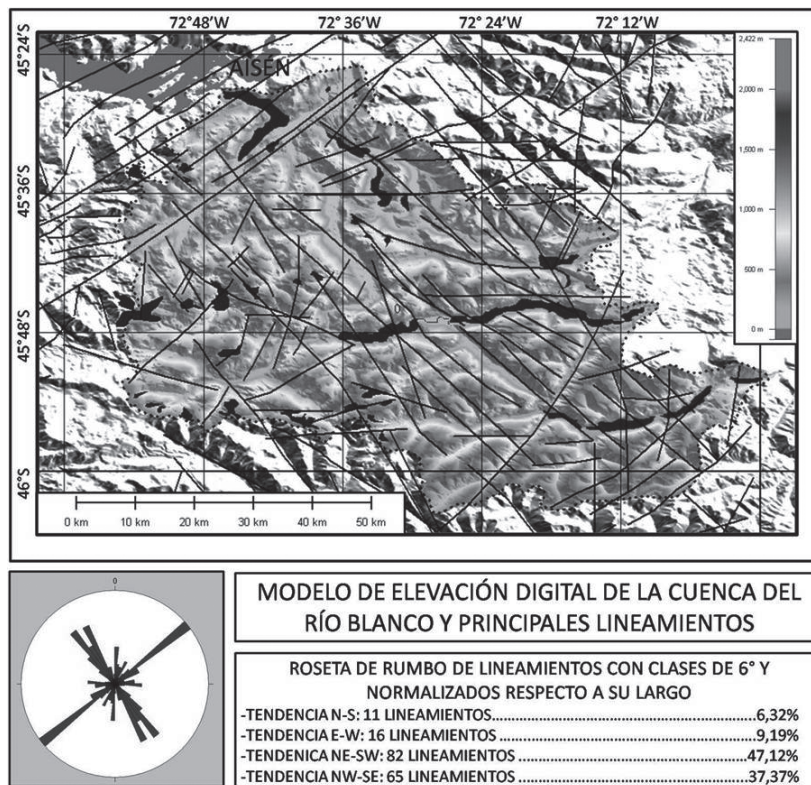 72°48'W 72°36'W 72°24'W 72°12'W
45°24'S
45°36'S
45°48'S
46°S
AISÉN
2,422 m
2,000 m
1,500 m
1,000 m
500 m
0 m
0
0 km 10 km 20 km 30 km 40 km 50 km
0
MODELO DE ELEVACIÓN DIGITAL DE LA CUENCA DEL
RÍO BLANCO Y PRINCIPALES LINEAMIENTOS
ROSETA DE RUMBO DE LINEAMIENTOS CON CLASES DE 6° Y
NORMALIZADOS RESPECTO A SU LARGO
-TENDENCIA N-S: 11 LINEAMIENTOS........................................................................6,32%
-TENDENCIA E-W: 16 LINEAMIENTOS......................................................................9,19%
-TENDENICA NE-SW: 82 LINEAMIENTOS.................................................................47,12%
-TENDENCIA NW-SE: 65 LINEAMIENTOS.................................................................37,37%